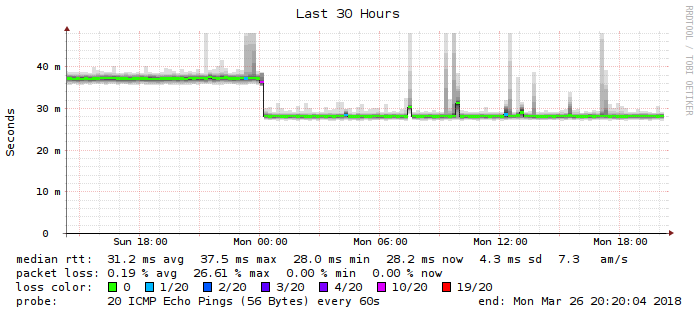 Last 30 Hours
RRDTOOL / TOBI OETIKER
Seconds
40 m
30 m
20 m
10 m
0
Sun 18:00 Mon 00:00 Mon 06:00 Mon 12:00 Mon 18:00
median rtt: 31.2 ms avg 37.5 ms max 28.0 ms min 28.2 ms now 4.3 ms sd 7.3 am/s
packet loss: 0.19 % avg 26.61 % max 0.00 % min 0.00 % now
loss color: 0 1/20 2/20 3/20 4/20 10/20 19/20
probe: 20 ICMP Echo Pings (56 Bytes) every 60s end: Mon Mar 26 20:20:04 2018